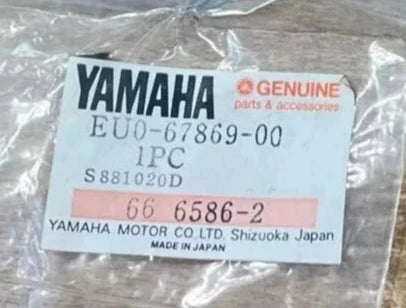 YAMAHA GENUINE
parts & accessories
EU0-67869-00
1PC
S881020D
66 6586-2
YAMAHA MOTOR CO.LTD. Shizuoka Japan
MADE IN JAPAN